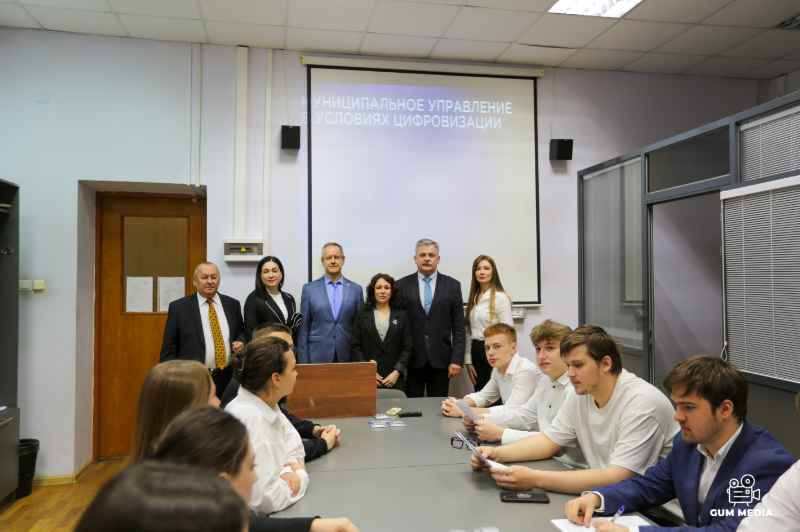 МУНИЦИПАЛЬНОЕ УПРАВЛЕНИЕ
В УСЛОВИЯХ ЦИФРОВИЗАЦИИ
GUM MEDIA